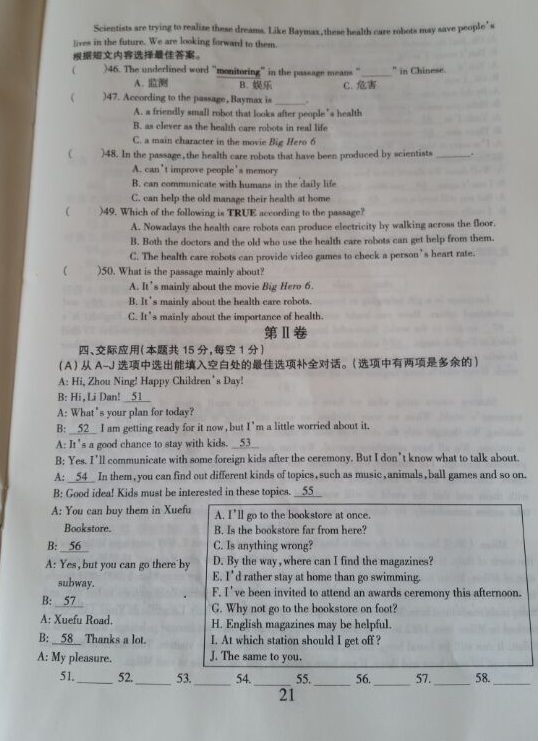 Scientists are trying to realize these dreams. Like Baymax, these health care robots may save people's
lives in the future. We are looking forward to them.
根据短文内容选择最佳答案。
(    )46. The underlined word "monitoring" in the passage means "______" in Chinese.
A. 监测    B. 娱乐    C. 危害
(    )47. According to the passage, Baymax is ______.
A. a friendly small robot that looks after people's health
B. as clever as the health care robots in real life
C. a main character in the movie Big Hero 6
(    )48. In the passage, the health care robots that have been produced by scientists ______.
A. can't improve people's memory
B. can communicate with humans in the daily life
C. can help the old manage their health at home
(    )49. Which of the following is TRUE according to the passage?
A. Nowadays the health care robots can produce electricity by walking across the floor.
B. Both the doctors and the old who use the health care robots can get help from them.
C. The health care robots can provide video games to check a person's heart rate.
(    )50. What is the passage mainly about?
A. It's mainly about the movie Big Hero 6.
B. It's mainly about the health care robots.
C. It's mainly about the importance of health.
第Ⅱ卷
四、交际应用(本题共 15 分,每空 1 分)
(A)从 A-J 选项中选出能填入空白处的最佳选项补全对话。(选项中有两项是多余的)
A: Hi, Zhou Ning! Happy Children's Day!
B: Hi, Li Dan! 51
A: What's your plan for today?
B: 52 I am getting ready for it now, but I'm a little worried about it.
A: It's a good chance to stay with kids. 53
B: Yes. I'll communicate with some foreign kids after the ceremony. But I don't know what to talk about.
A: 54 In them, you can find out different kinds of topics, such as music, animals, ball games and so on.
B: Good idea! Kids must be interested in these topics. 55
A: You can buy them in Xuefu
Bookstore.
B: 56
A: Yes, but you can go there by
subway.
B: 57
A: Xuefu Road.
B: 58 Thanks a lot.
A: My pleasure.
A. I'll go to the bookstore at once.
B. Is the bookstore far from here?
C. Is anything wrong?
D. By the way, where can I find the magazines?
E. I'd rather stay at home than go swimming.
F. I've been invited to attend an awards ceremony this afternoon.
G. Why not go to the bookstore on foot?
H. English magazines may be helpful.
I. At which station should I get off?
J. The same to you.
51. ______ 52. ______ 53. ______ 54. ______ 55. ______ 56. ______ 57. ______ 58. ______
21